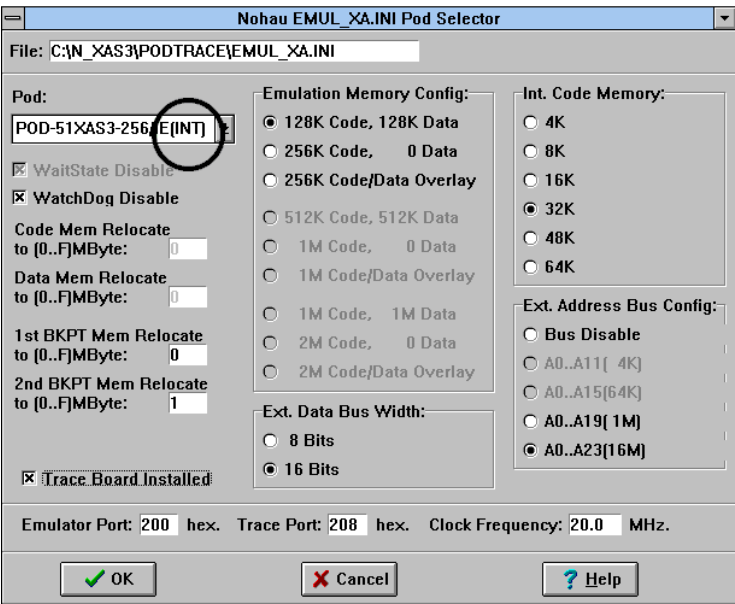 Nohau EMUL_XA.INI Pod Selector
File: C:\N_XAS3\PODTRACE\EMUL_XA.INI
Pod:
POD-51XAS3-256/E(INT)
WaitState Disable
WatchDog Disable
Code Mem Relocate
to (0..F)MByte: 0
Data Mem Relocate
to (0..F)MByte: 0
1st BKPT Mem Relocate
to (0..F)MByte: 0
2nd BKPT Mem Relocate
to (0..F)MByte: 1
Trace Board Installed
Emulation Memory Config:
128K Code, 128K Data
256K Code, 0 Data
256K Code/Data Overlay
512K Code, 512K Data
1M Code, 0 Data
1M Code/Data Overlay
1M Code, 1M Data
2M Code, 0 Data
2M Code/Data Overlay
Ext. Data Bus Width:
8 Bits
16 Bits
Int. Code Memory:
4K
8K
16K
32K
48K
64K
Ext. Address Bus Config:
Bus Disable
A0..A11( 4K)
A0..A15(64K)
A0..A19( 1M)
A0..A23(16M)
Emulator Port: 200 hex. Trace Port: 208 hex. Clock Frequency: 20.0 MHz.
OK
Cancel
Help